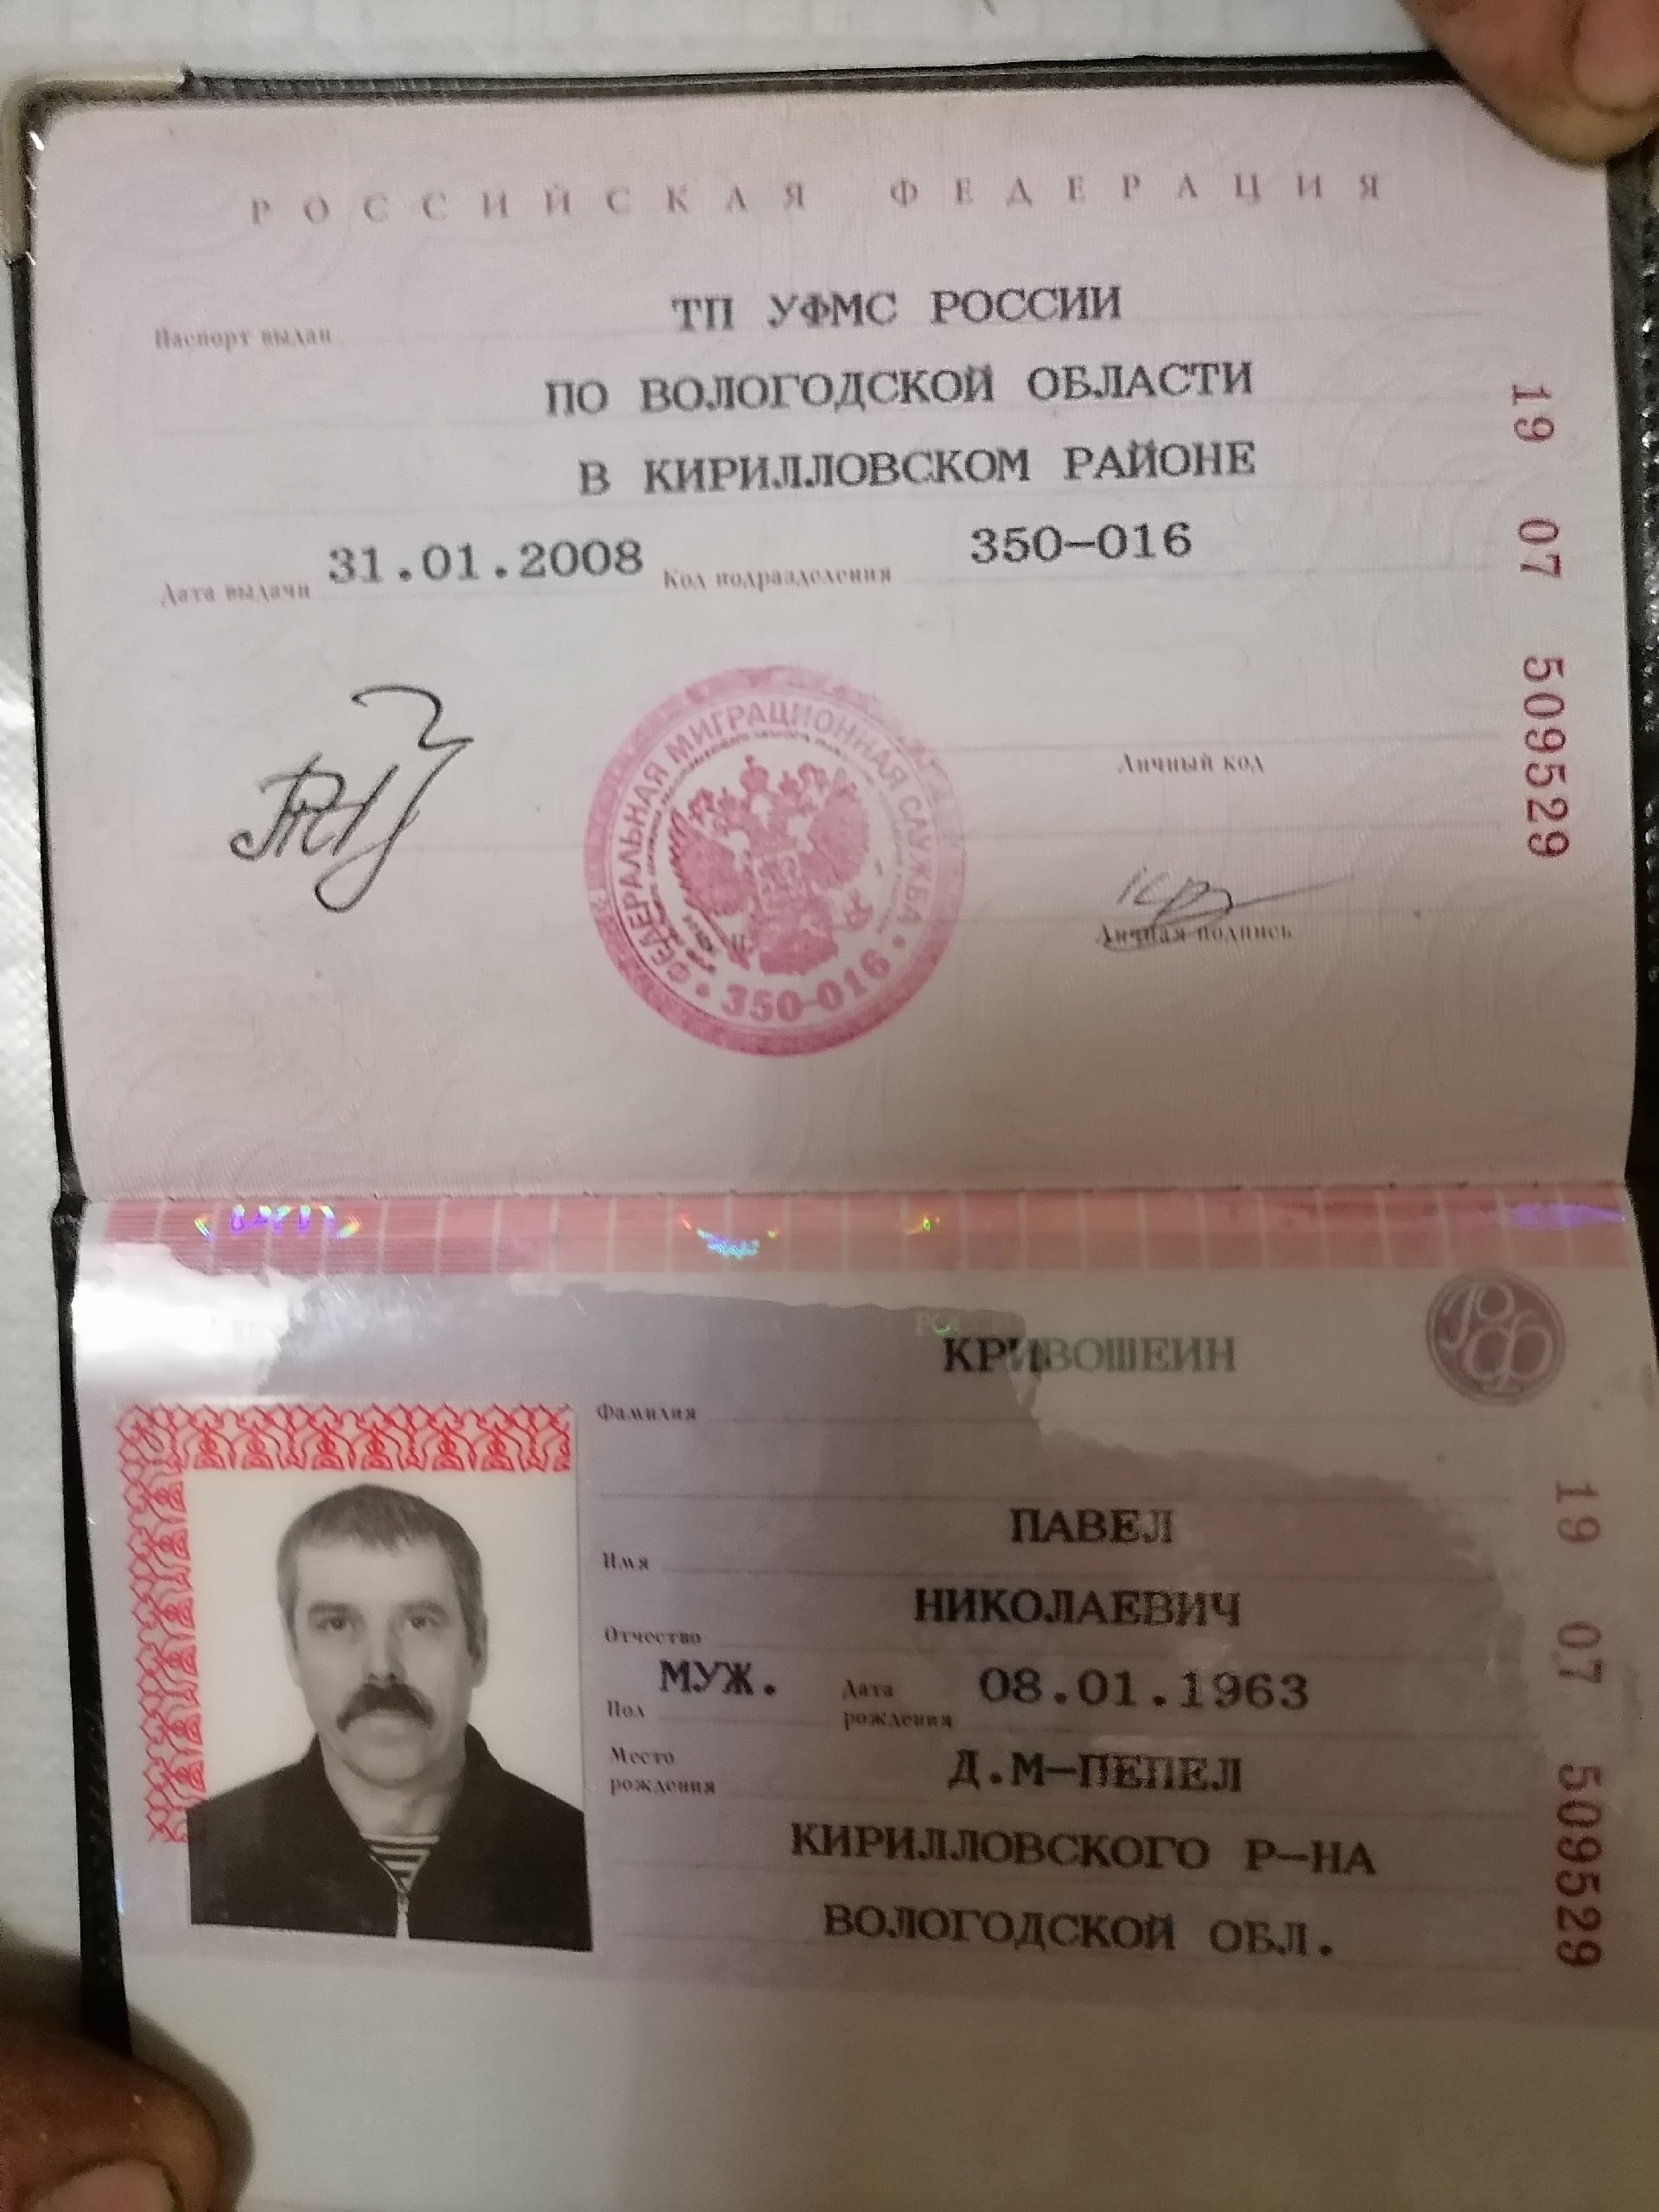 РОССИЙСКАЯ ФЕДЕРАЦИЯ
Паспорт выдан ТП УФМС РОССИИ
ПО ВОЛОГОДСКОЙ ОБЛАСТИ
В КИРИЛЛОВСКОМ РАЙОНЕ
Дата выдачи 31.01.2008 Код подразделения 350-016
19 07 509529
ФЕДЕРАЛЬНАЯ МИГРАЦИОННАЯ СЛУЖБА
350-016
Личный код
Личная подпись
КРИВОШЕИН
Фамилия
ПАВЕЛ
Имя
НИКОЛАЕВИЧ
Отчество
Пол МУЖ. Дата рождения 08.01.1963
Место рождения Д.М-ПЕПЕЛ
КИРИЛЛОВСКОГО Р-НА
ВОЛОГОДСКОЙ ОБЛ.
19 07 509529
РФ